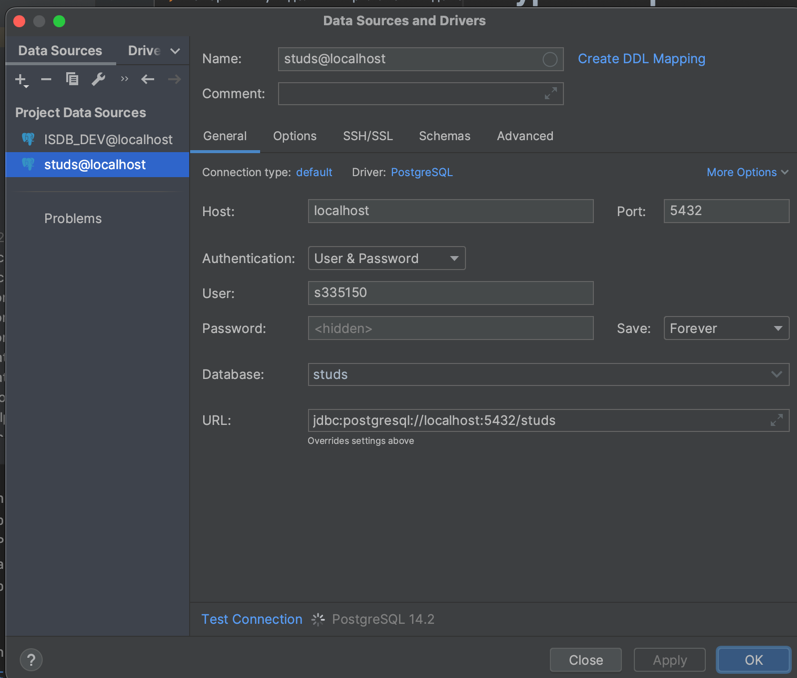 Data Sources and Drivers
Data Sources
Drive
Name: studs@localhost
Create DDL Mapping
Comment:
Project Data Sources
ISDB_DEV@localhost
studs@localhost
Problems
General Options SSH/SSL Schemas Advanced
Connection type: default Driver: PostgreSQL
More Options
Host: localhost
Port: 5432
Authentication: User & Password
User: s335150
Password: <hidden>
Save: Forever
Database: studs
URL: jdbc:postgresql://localhost:5432/studs
Overrides settings above
Test Connection PostgreSQL 14.2
?
Close
Apply
OK